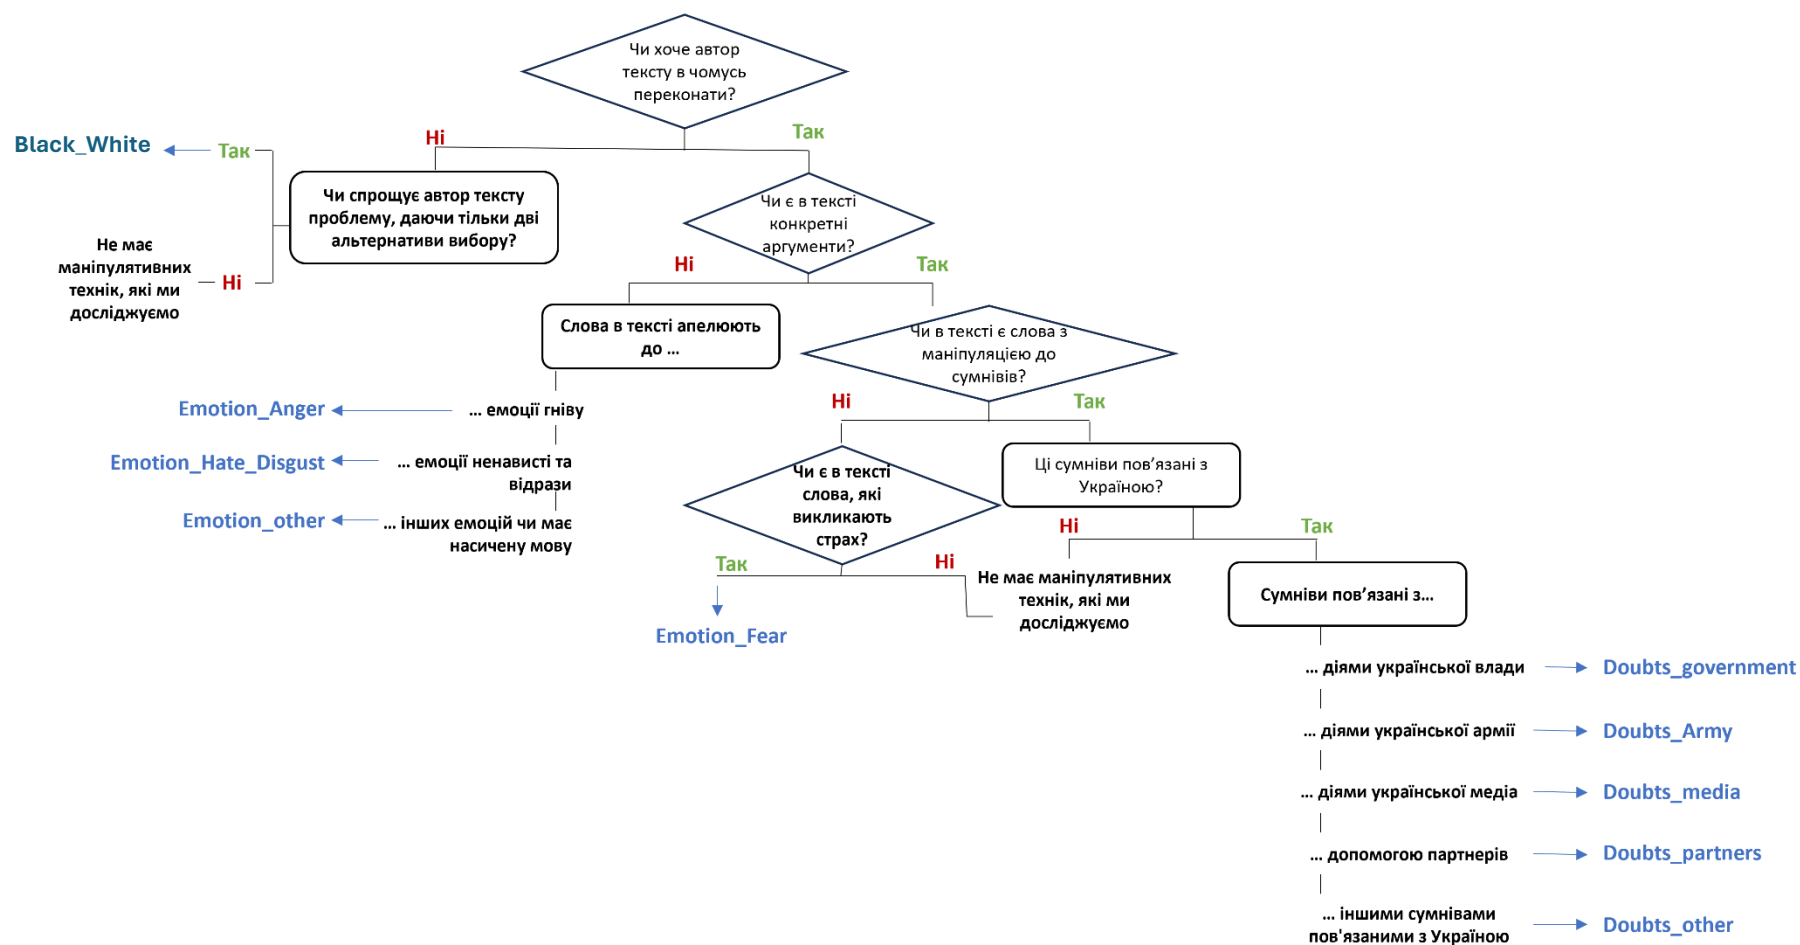 Чи хоче автор
тексту в чомусь
переконати?
Ні
Так
Black_White
Так
Чи спрощує автор тексту
проблему, даючи тільки дві
альтернативи вибору?
Не має
маніпулятивних
технік, які ми
досліджуємо
Ні
Чи є в тексті
конкретні
аргументи?
Ні
Так
Слова в тексті апелюють
до ...
Чи в тексті є слова з
маніпуляцією до
сумнівів?
Emotion_Anger
... емоції гніву
Emotion_Hate_Disgust
... емоції ненависті та
відрази
Emotion_other
... інших емоцій чи має
насичену мову
Ні
Так
Чи є в тексті
слова, які
викликають
страх?
Ці сумніви пов’язані з
Україною?
Так
Ні
Emotion_Fear
Ні
Так
Не має маніпулятивних
технік, які ми
досліджуємо
Сумніви пов’язані з...
... діями української влади
Doubts_government
... діями української армії
Doubts_Army
... діями української медіа
Doubts_media
... допомогою партнерів
Doubts_partners
... іншими сумнівами
пов'язаними з Україною
Doubts_other